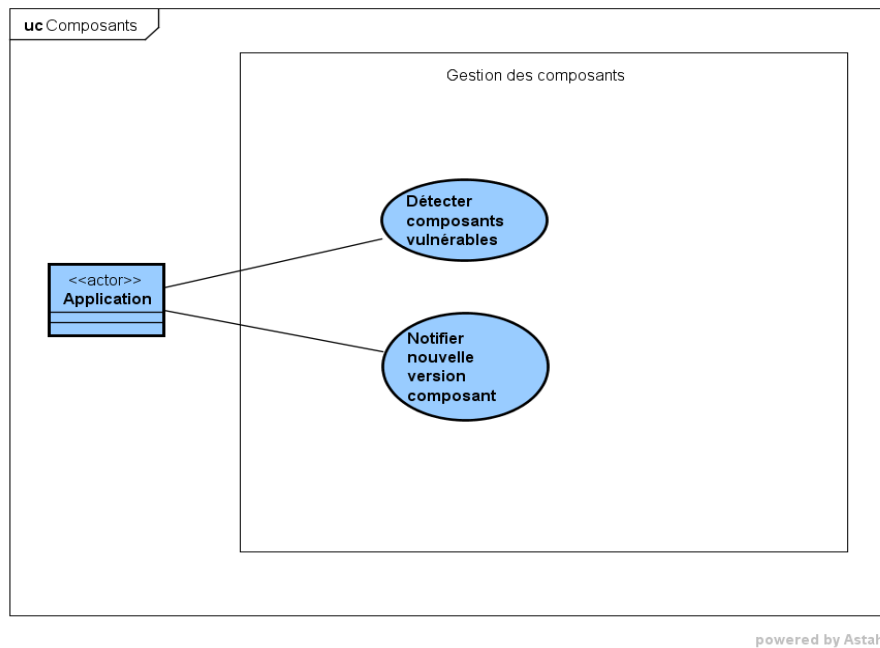 uc Composants
Gestion des composants
Détecter
composants
vulnérables
<<actor>>
Application
Notifier
nouvelle
version
composant
powered by Astah